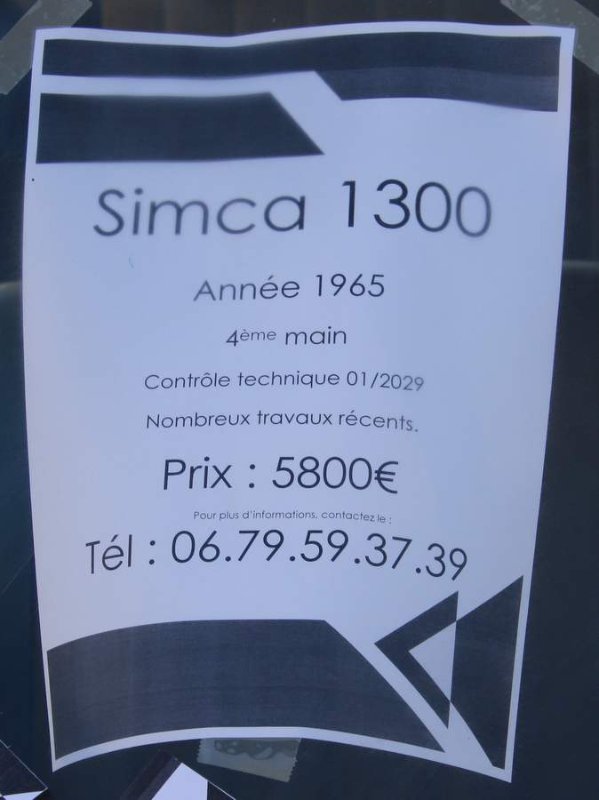 Simca 1300
Année 1965
4ème main
Contrôle technique 01/2029
Nombreux travaux récents.
Prix : 5800€
Pour plus d'informations, contactez le :
Tél : 06.79.59.37.39